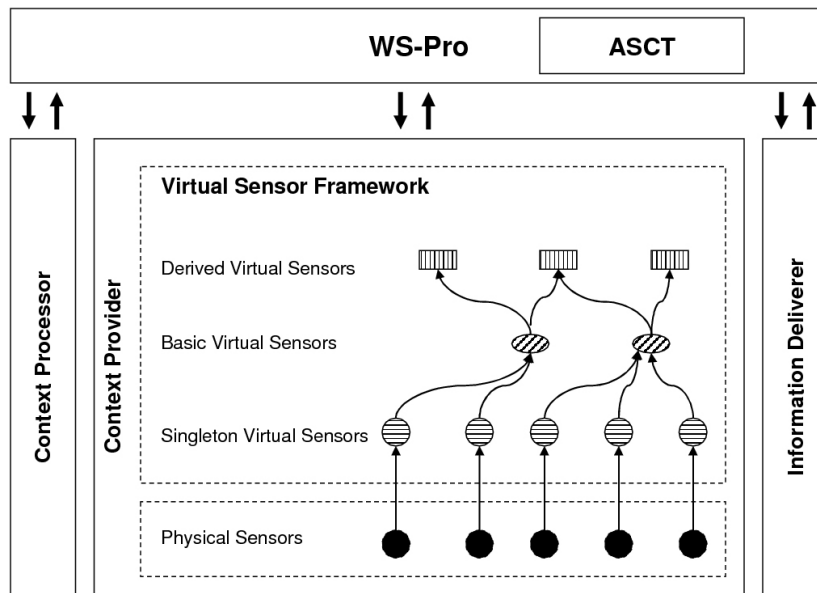 WS-Pro
ASCT
Context Processor
Context Provider
Virtual Sensor Framework
Derived Virtual Sensors
Basic Virtual Sensors
Singleton Virtual Sensors
Physical Sensors
Information Deliverer